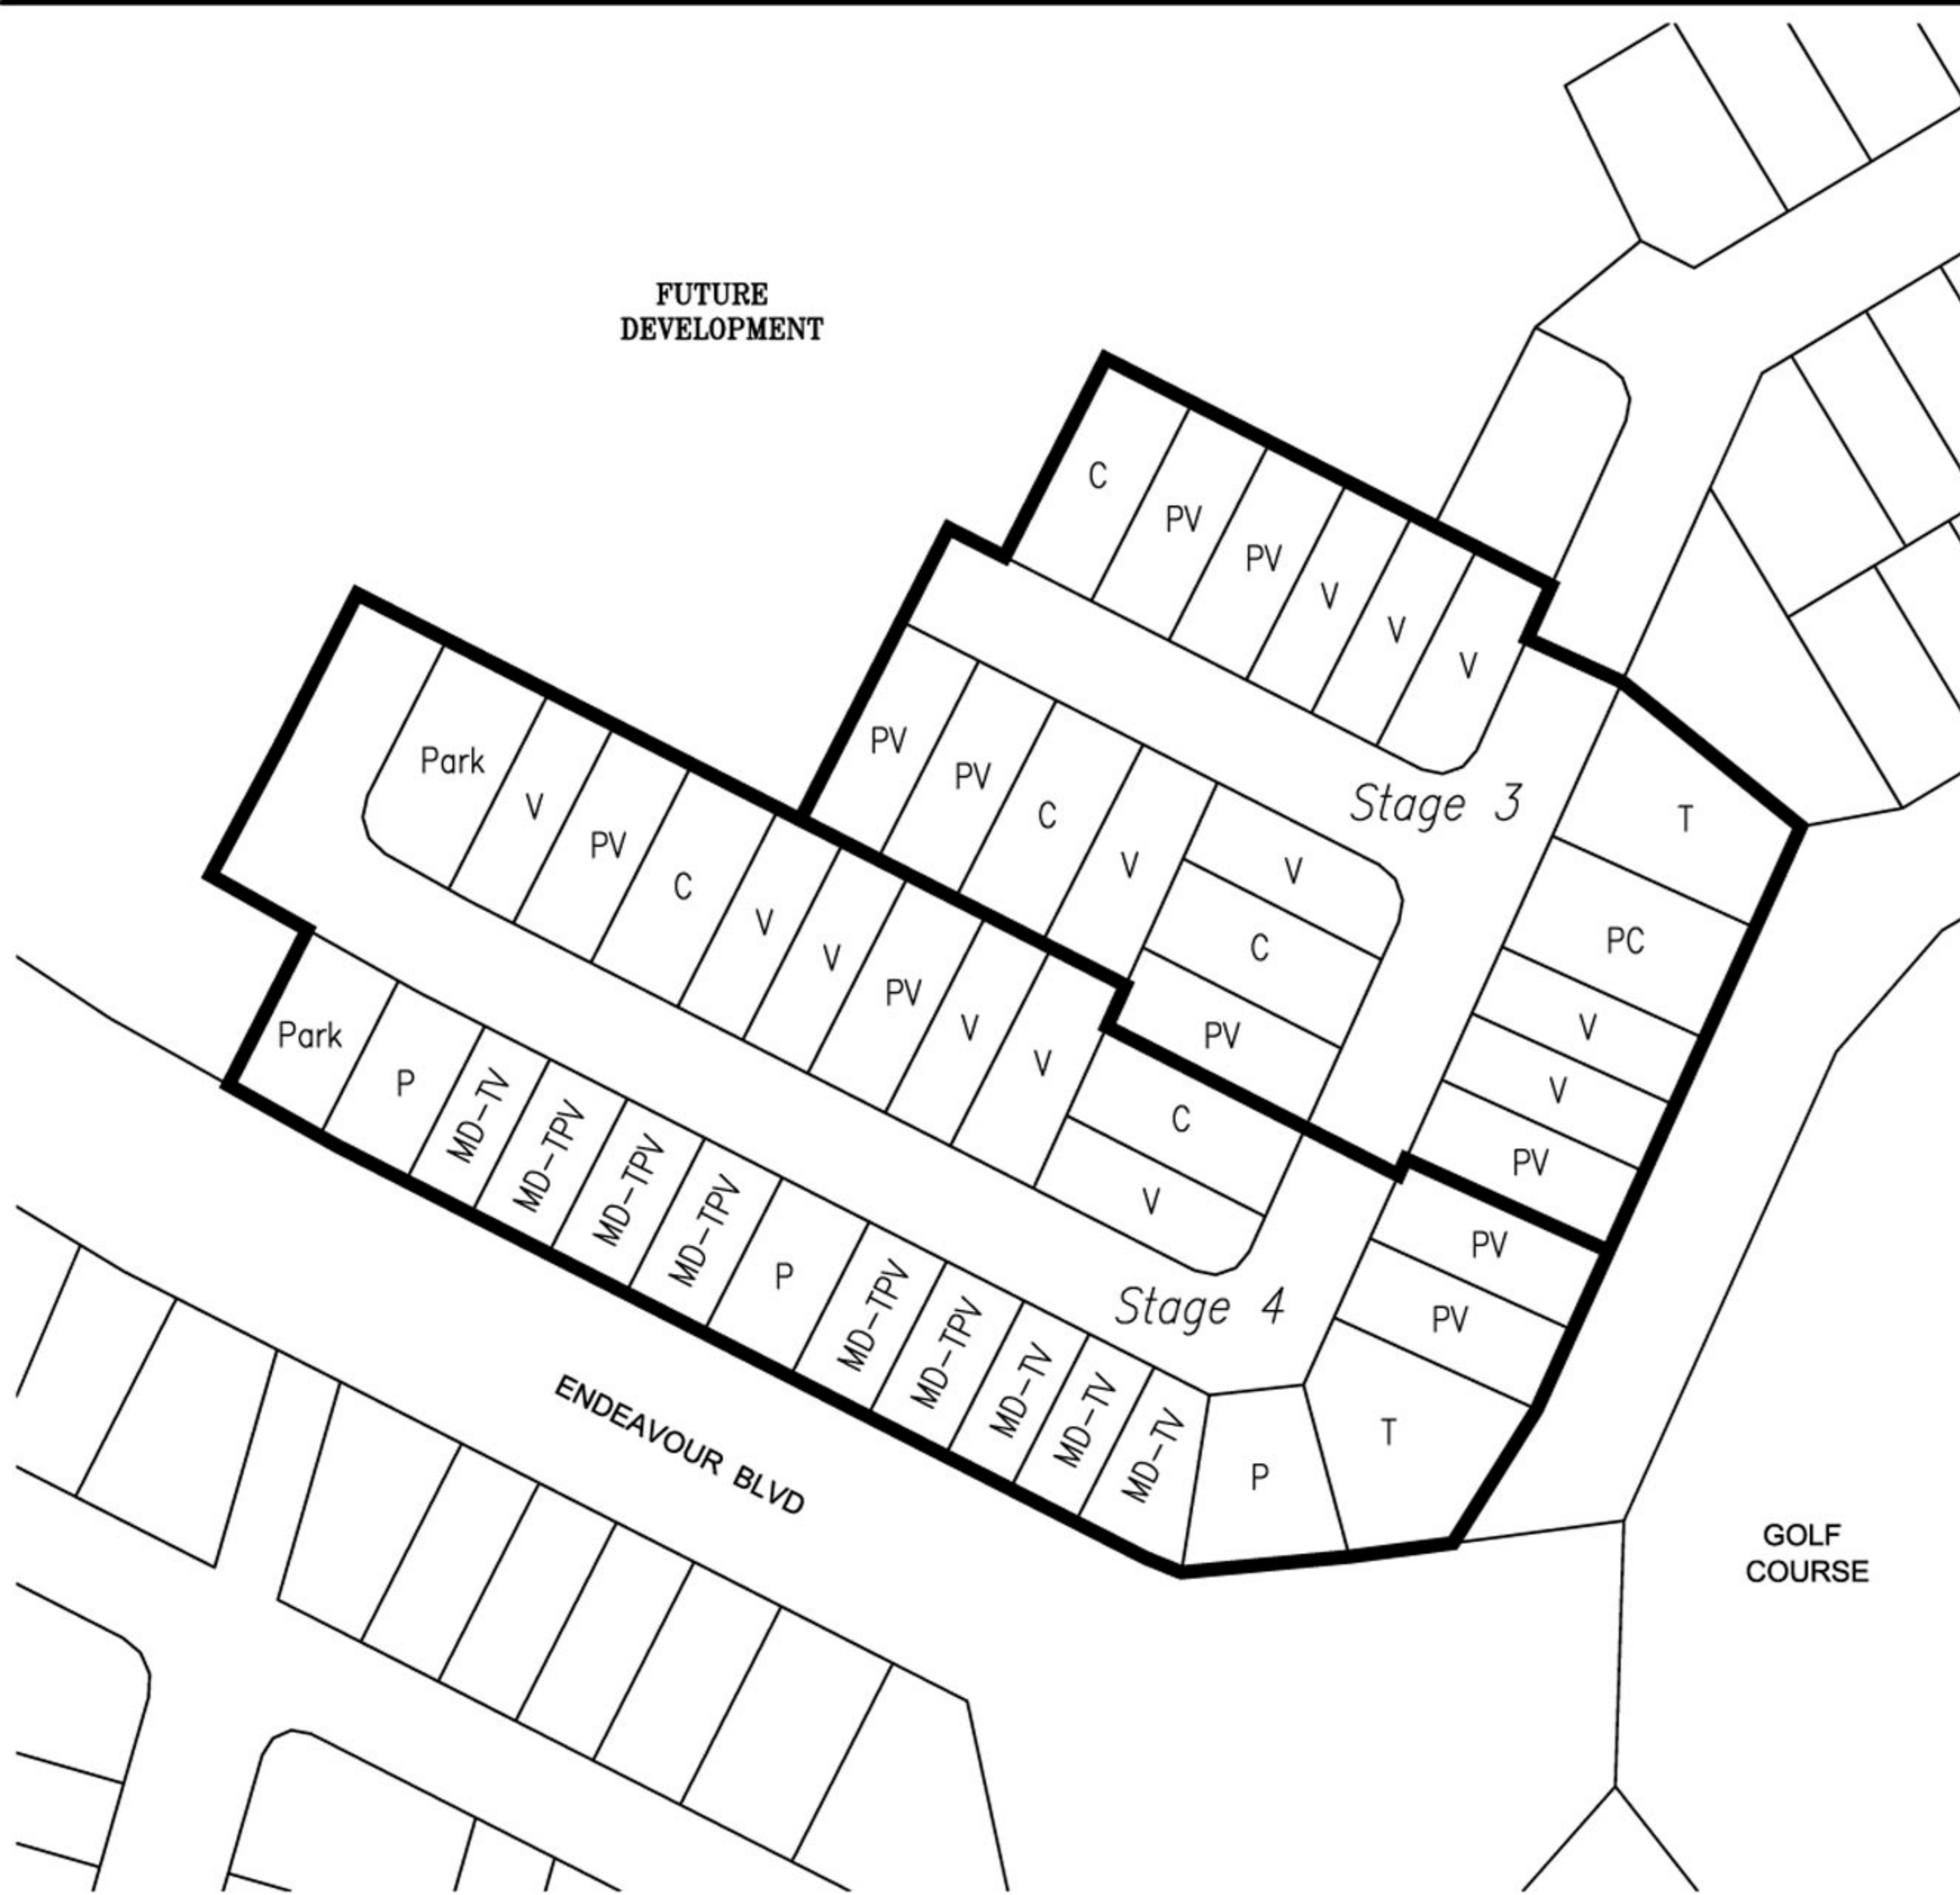 FUTURE
DEVELOPMENT
C
PV
PV
V
V
V
PV
PV
C
V
V
C
PV
Stage 3
T
PC
V
V
PV
Park
V
PV
C
V
V
PV
V
V
C
V
PV
PV
T
Stage 4
Park
P
MD-TV
MD-TPV
MD-TPV
MD-TPV
P
MD-TPV
MD-TPV
MD-TV
MD-TV
MD-TV
P
ENDEAVOUR BLVD
GOLF
COURSE